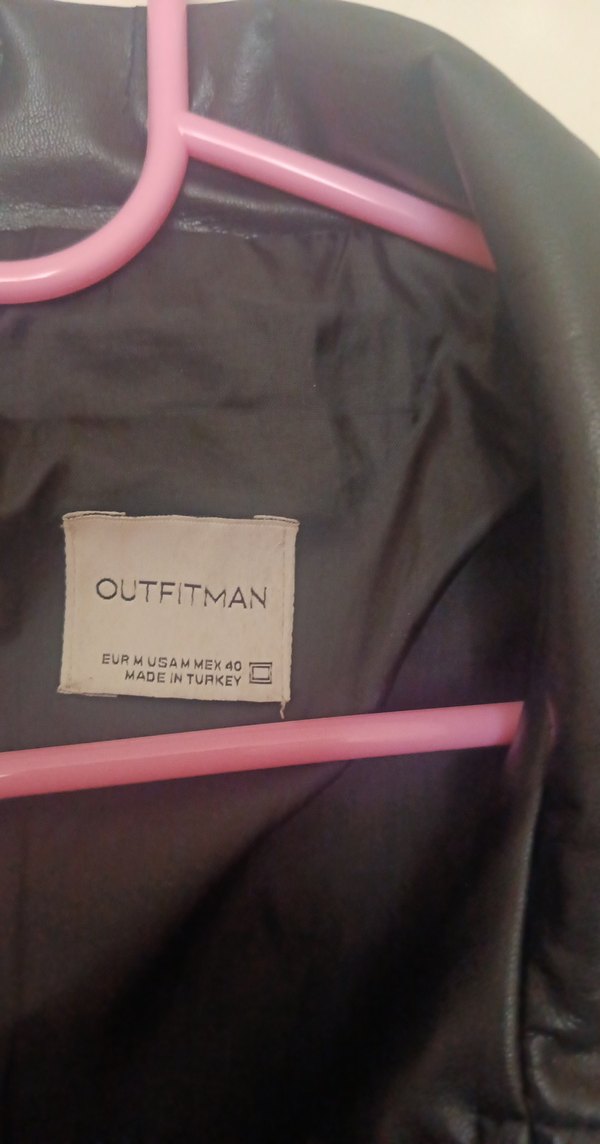 OUTFITMAN
EUR M USA M MEX 40
MADE IN TURKEY